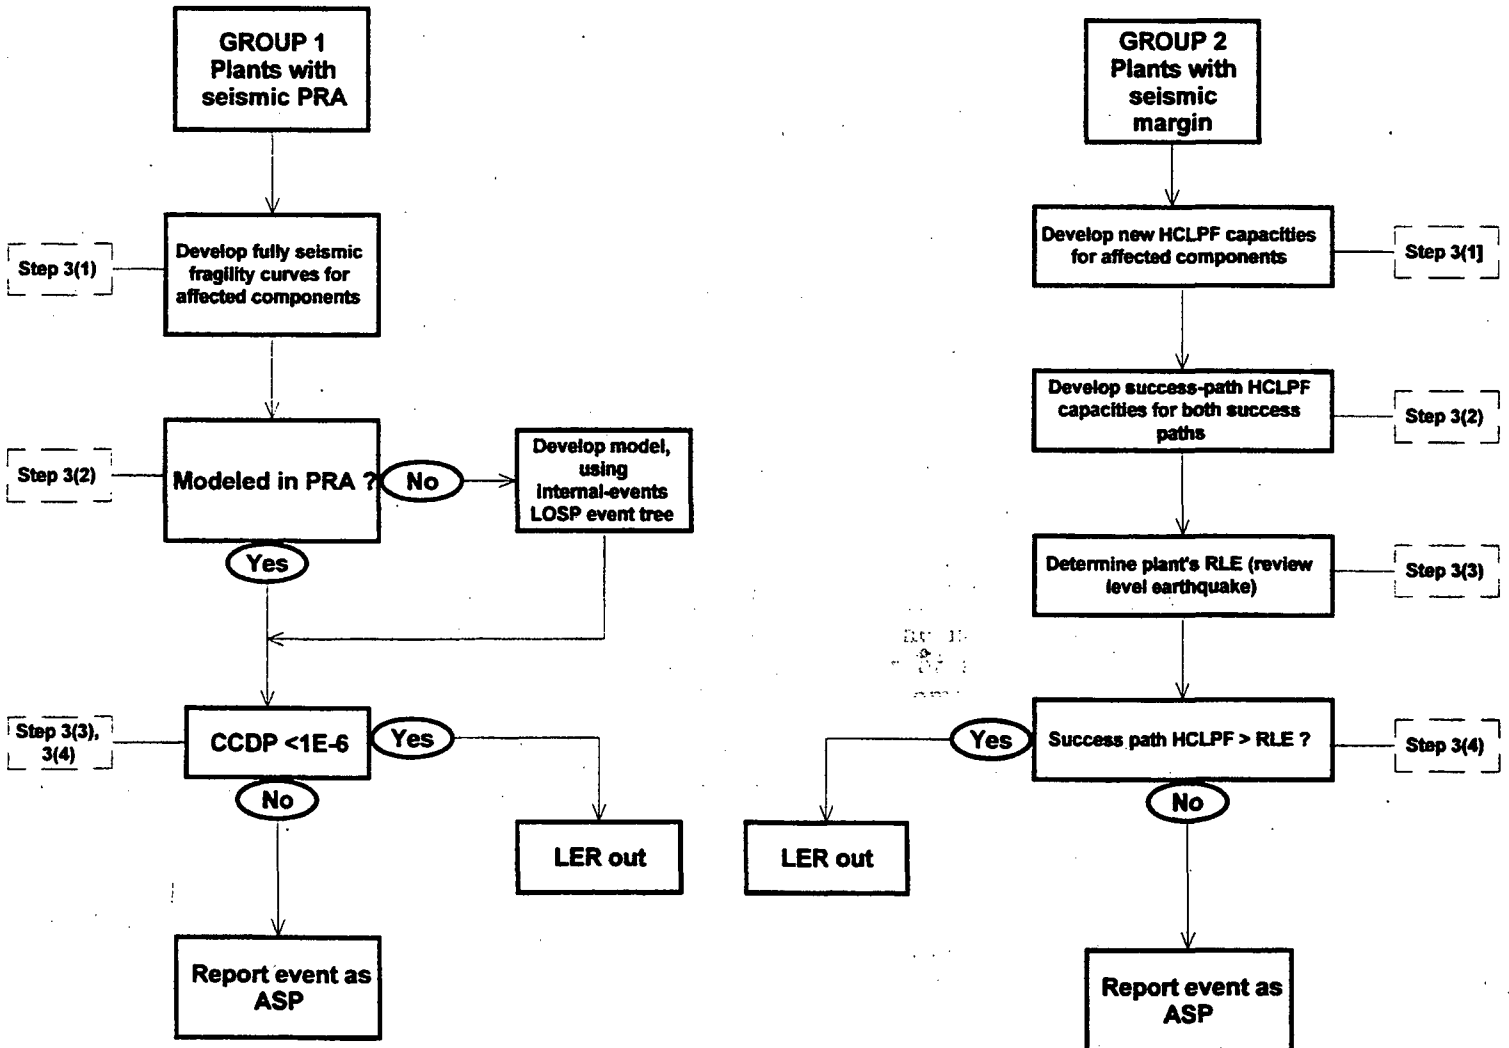 GROUP 1
Plants with
seismic PRA
Step 3(1)
Develop fully seismic
fragility curves for
affected components
Step 3(2)
Modeled in PRA ?
No
Develop model,
using
internal-events
LOSP event tree
Yes
Step 3(3),
3(4)
CCDP <1E-6
Yes
No
LER out
Report event as
ASP
GROUP 2
Plants with
seismic
margin
Develop new HCLPF capacities
for affected components
Step 3(1]
Develop success-path HCLPF
capacities for both success
paths
Step 3(2)
Determine plant's RLE (review
level earthquake)
Step 3(3)
Yes
Success path HCLPF > RLE ?
Step 3(4)
No
LER out
Report event as
ASP